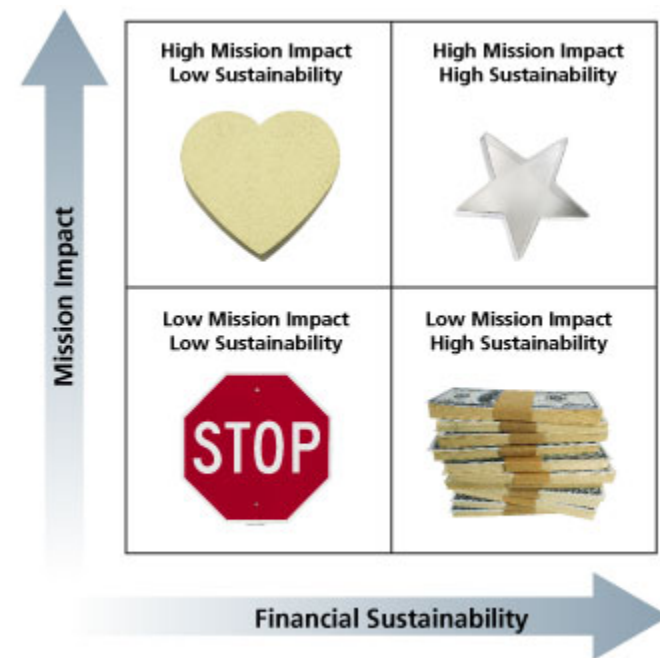 High Mission Impact
Low Sustainability
High Mission Impact
High Sustainability
Mission Impact
Low Mission Impact
Low Sustainability
Low Mission Impact
High Sustainability
STOP
Financial Sustainability